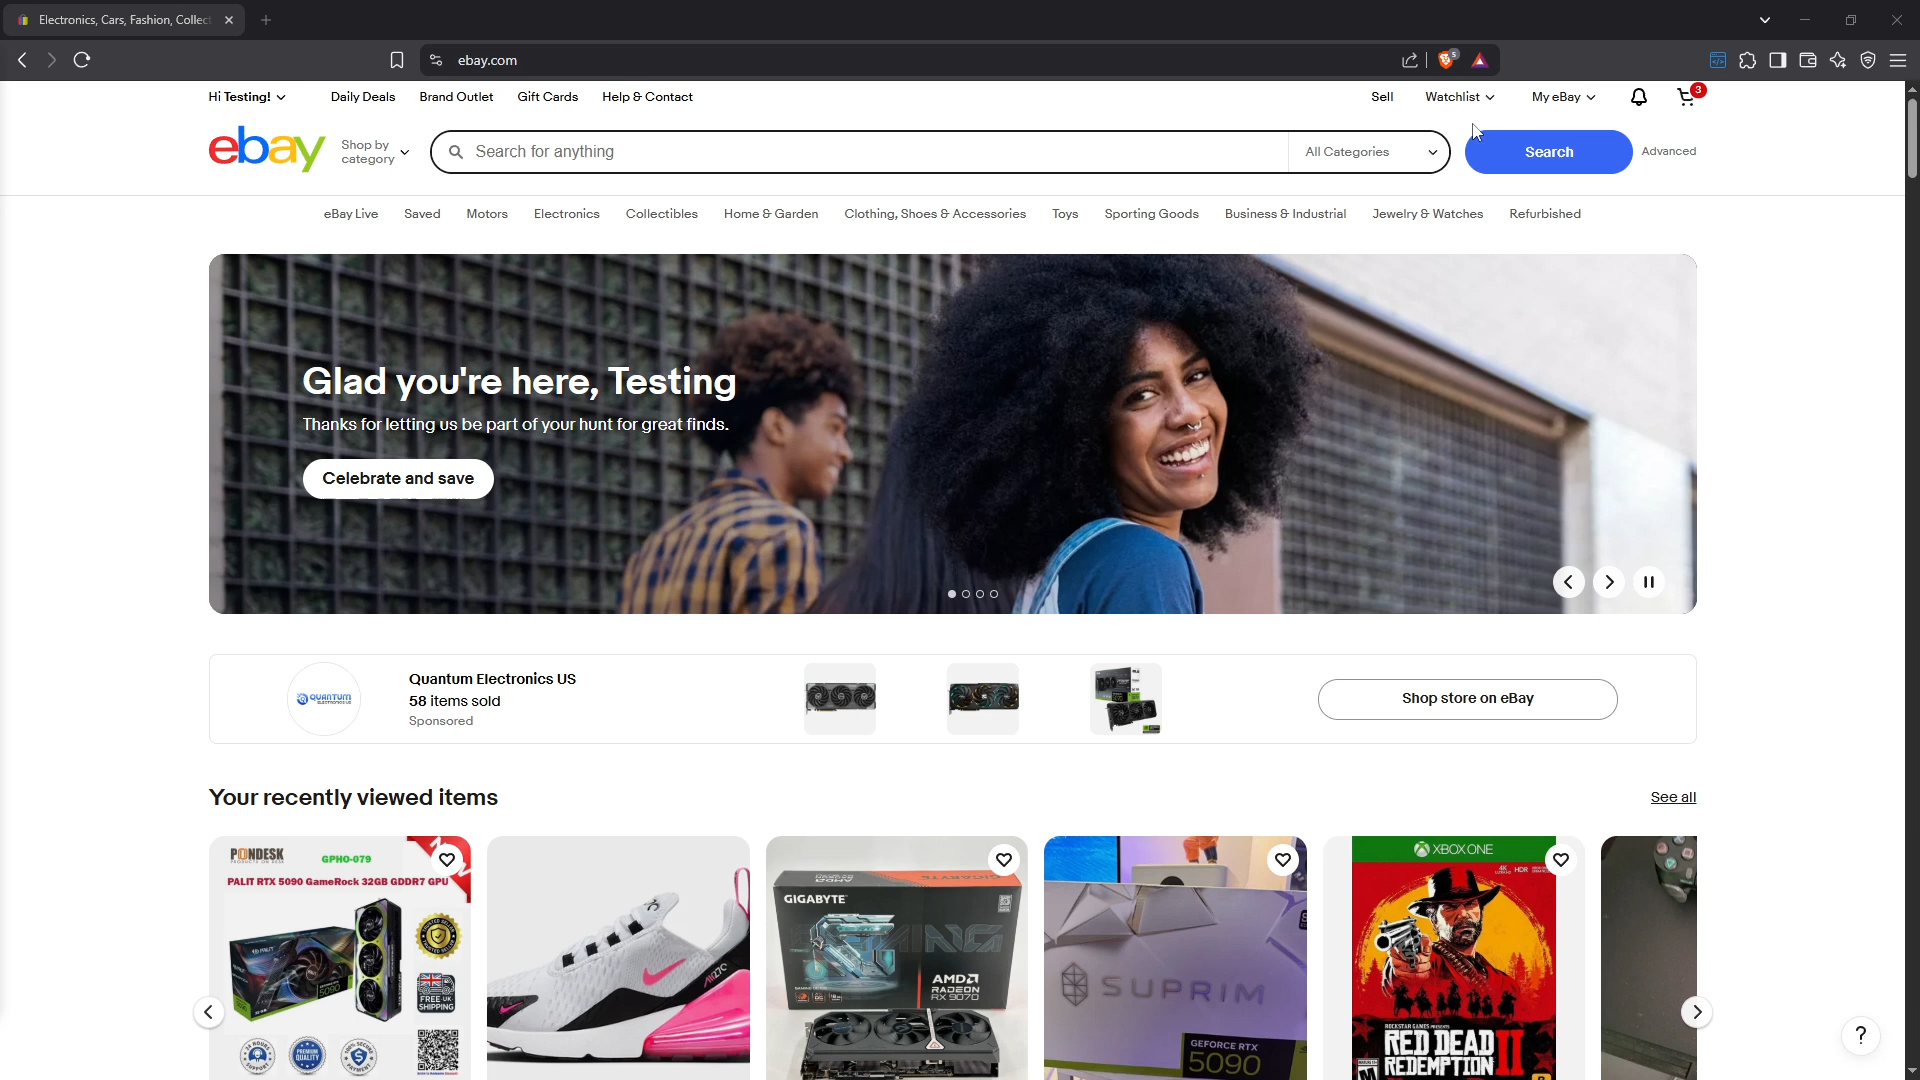 Electronics, Cars, Fashion, Collect
ebay.com
5
Hi Testing!
Daily Deals
Brand Outlet
Gift Cards
Help & Contact
Sell
Watchlist
My eBay
3
ebay
Shop by
category
Search for anything
All Categories
Search
Advanced
eBay Live
Saved
Motors
Electronics
Collectibles
Home & Garden
Clothing, Shoes & Accessories
Toys
Sporting Goods
Business & Industrial
Jewelry & Watches
Refurbished
Glad you're here, Testing
Thanks for letting us be part of your hunt for great finds.
Celebrate and save
QUANTUM
Quantum Electronics US
58 items sold
Sponsored
Shop store on eBay
Your recently viewed items
See all
PONDESK
GPHO-079
PALIT RTX 5090 GameRock 32GB GDDR7 GPU
PALIT
5090
FREE UK
SHIPPING
PREMIUM
QUALITY
GIGABYTE
GAMING
AMD
RADEON
RX 9070
SUPRIM
GEFORCE RTX
5090
XBOX ONE
4K
HDR
ROCKSTAR GAMES PRESENTS
RED DEAD
REDEMPTION II
M
?